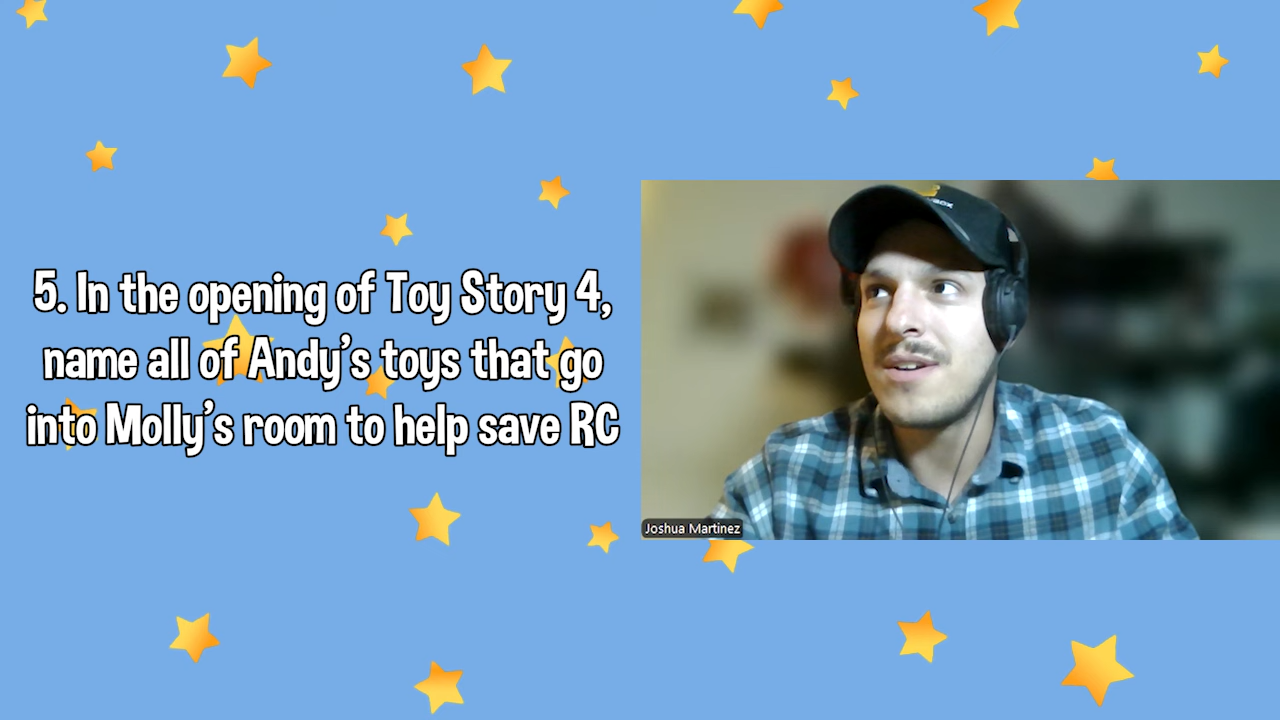 5. In the opening of Toy Story 4,
name all of Andy's toys that go
into Molly's room to help save RC
Joshua Martinez